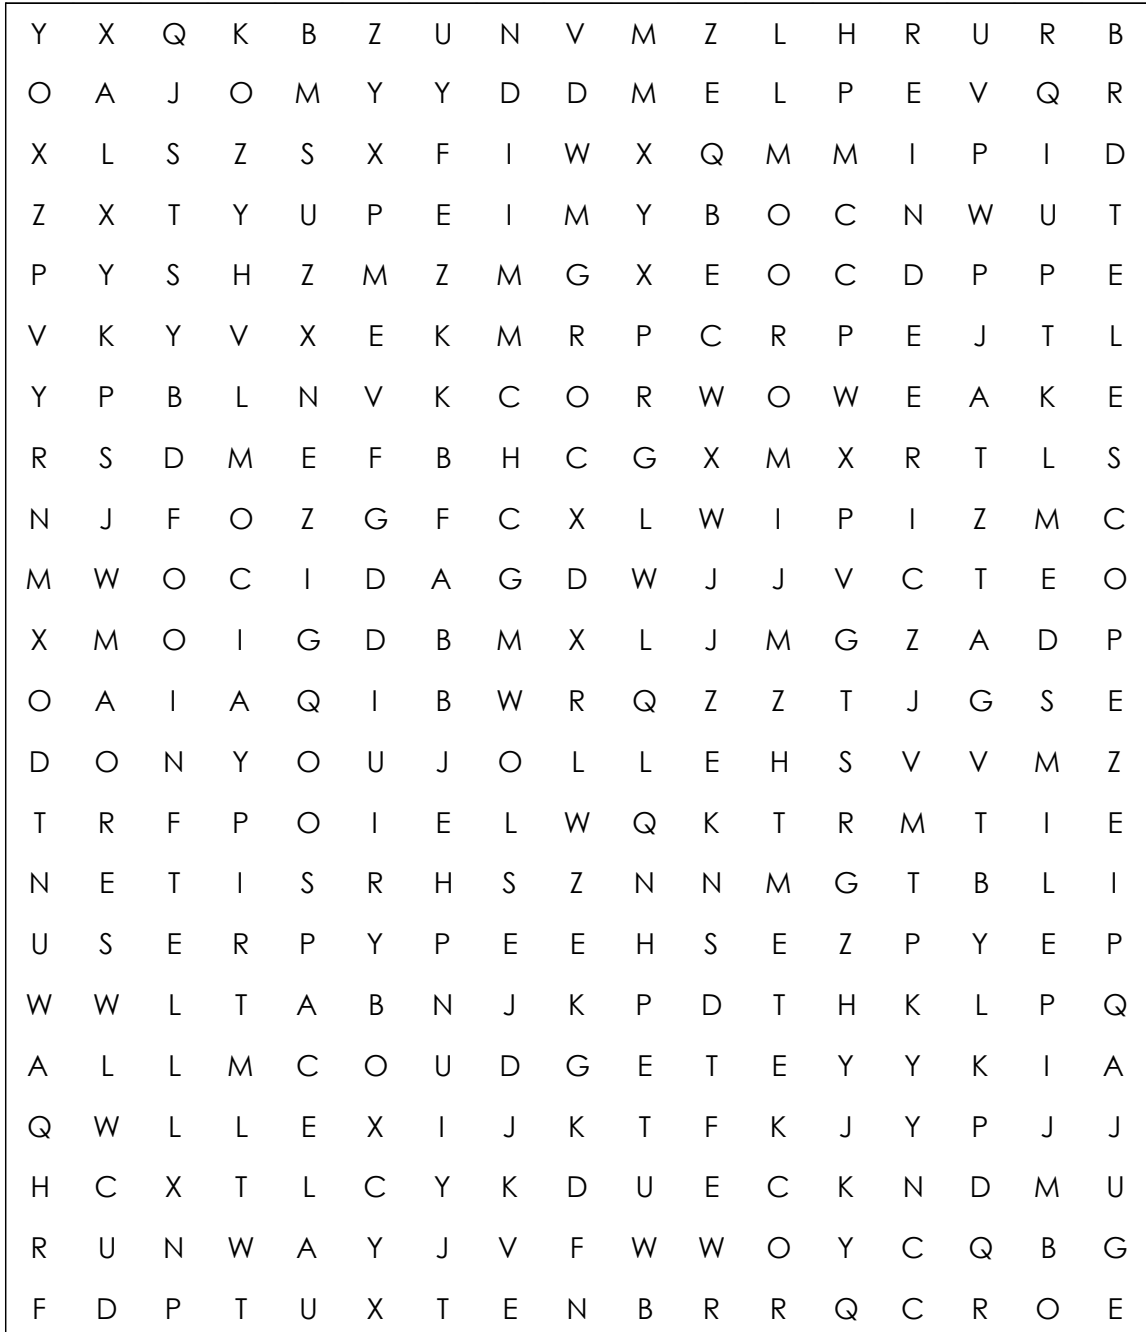 Y X Q K B Z U N V M Z L H R U R B
O A J O M Y Y D D M E L P E V Q R
X L S Z S X F I W X Q M M I P I D
Z X T Y U P E I M Y B O C N W U T
P Y S H Z M Z M G X E O C D P P E
V K Y V X E K M R P C R P E J T L
Y P B L N V K C O R W O W E A K E
R S D M E F B H C G X M X R T L S
N J F O Z G F C X L W I P I Z M C
M W O C I D A G D W J J V C T E O
X M O I G D B M X L J M G Z A D P
O A I A Q I B W R Q Z Z T J G S E
D O N Y O U J O L L E H S V V M Z
T R F P O I E L W Q K T R M T I E
N E T I S R H S Z N N M G T B L I
U S E R P Y P E E H S E Z P Y E P
W W L T A B N J K P D T H K L P Q
A L L M C O U D G E T E Y Y K I A
Q W L L E X I J K T F K J Y P J J
H C X T L C Y K D U E C K N D M U
R U N W A Y J V F W W O Y C Q B G
F D P T U X T E N B R R Q C R O E